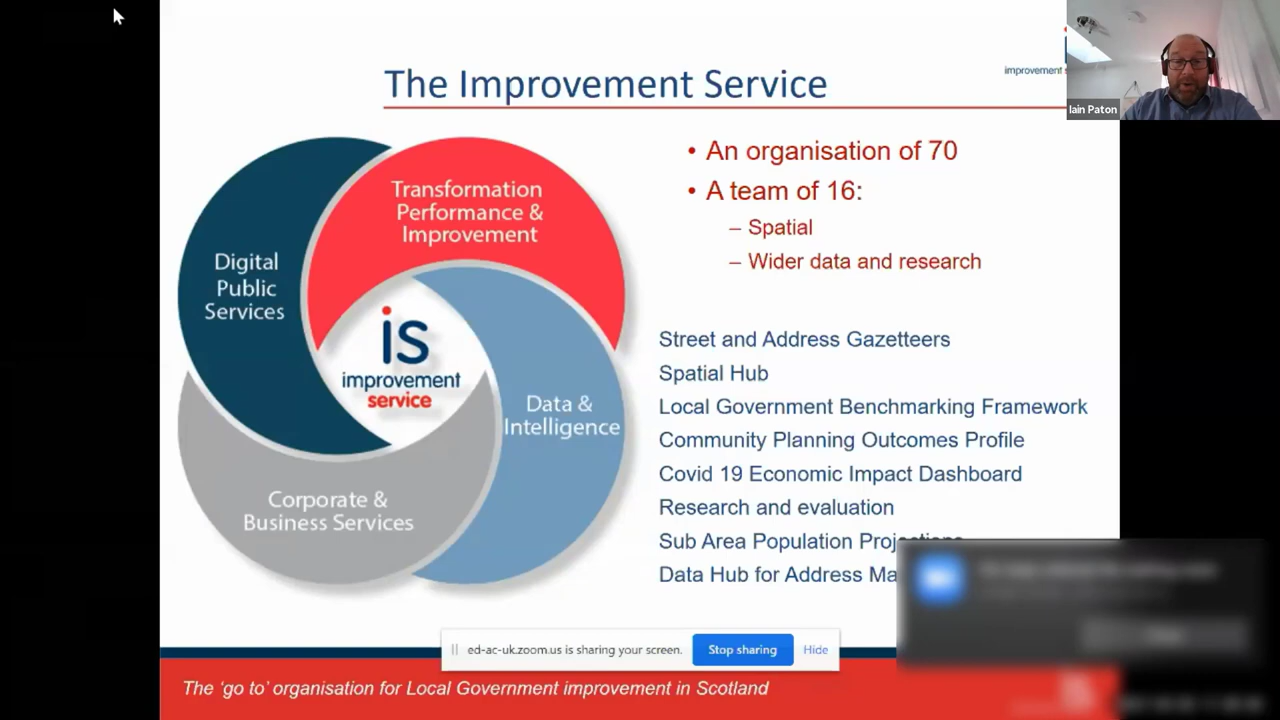 The Improvement Service
improvement
Iain Paton
Transformation
Performance &
Improvement
Digital
Public
Services
is
improvement
service
Data &
Intelligence
Corporate &
Business Services
• An organisation of 70
• A team of 16:
– Spatial
– Wider data and research
Street and Address Gazetteers
Spatial Hub
Local Government Benchmarking Framework
Community Planning Outcomes Profile
Covid 19 Economic Impact Dashboard
Research and evaluation
Sub Area Population Projections
Data Hub for Address
ed-ac-uk.zoom.us is sharing your screen.
Stop sharing
Hide
The ‘go to’ organisation for Local Government improvement in Scotland